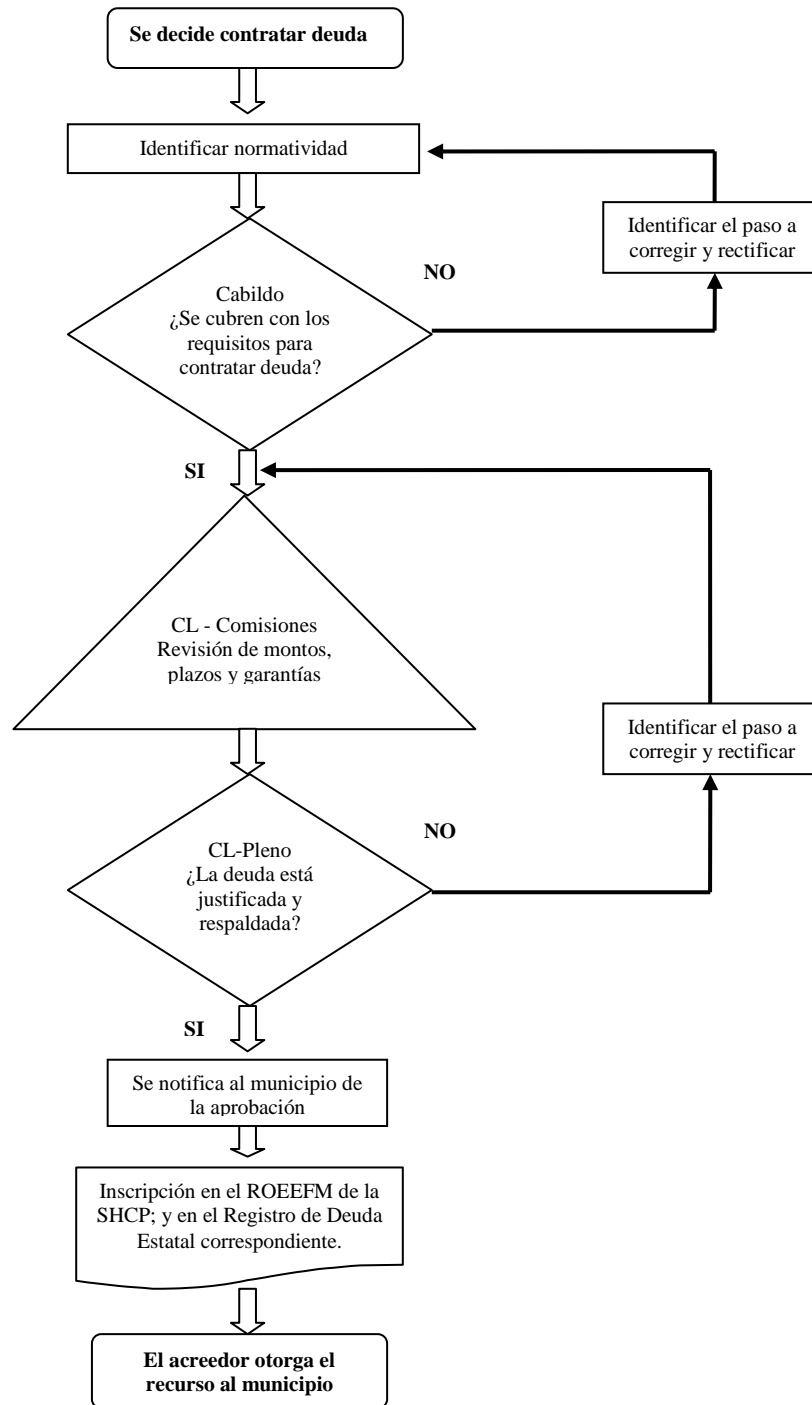 Se decide contratar deuda
Identificar normatividad
Identificar el paso a
corregir y rectificar
NO
Cabildo
¿Se cubren con los
requisitos para
contratar deuda?
SI
CL - Comisiones
Revisión de montos,
plazos y garantías
Identificar el paso a
corregir y rectificar
NO
CL-Pleno
¿La deuda está
justificada y
respaldada?
SI
Se notifica al municipio de
la aprobación
Inscripción en el ROEEFM de la
SHCP; y en el Registro de Deuda
Estatal correspondiente.
El acreedor otorga el
recurso al municipio